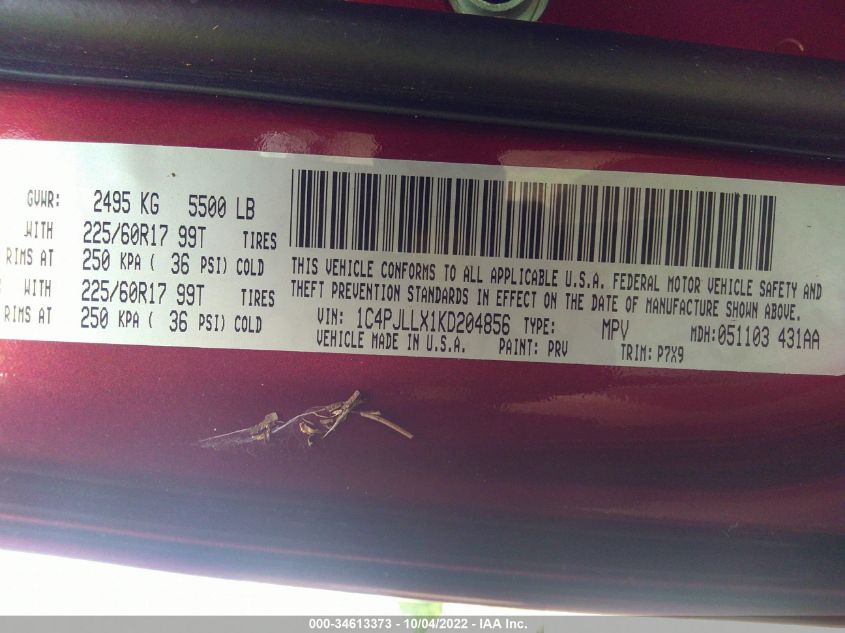 GVWR: 2495 KG 5500 LB
WITH 225/60R17 99T TIRES
RIMS AT 250 KPA ( 36 PSI) COLD
WITH 225/60R17 99T TIRES
RIMS AT 250 KPA ( 36 PSI) COLD
THIS VEHICLE CONFORMS TO ALL APPLICABLE U.S.A. FEDERAL MOTOR VEHICLE SAFETY AND
THEFT PREVENTION STANDARDS IN EFFECT ON THE DATE OF MANUFACTURE SHOWN ABOVE.
VIN: 1C4PJLLX1KD204856 TYPE: MPV MDH:051103 431AA
VEHICLE MADE IN U.S.A. PAINT: PRV TRIM: P7X9
000-34613373 - 10/04/2022 - IAA Inc.